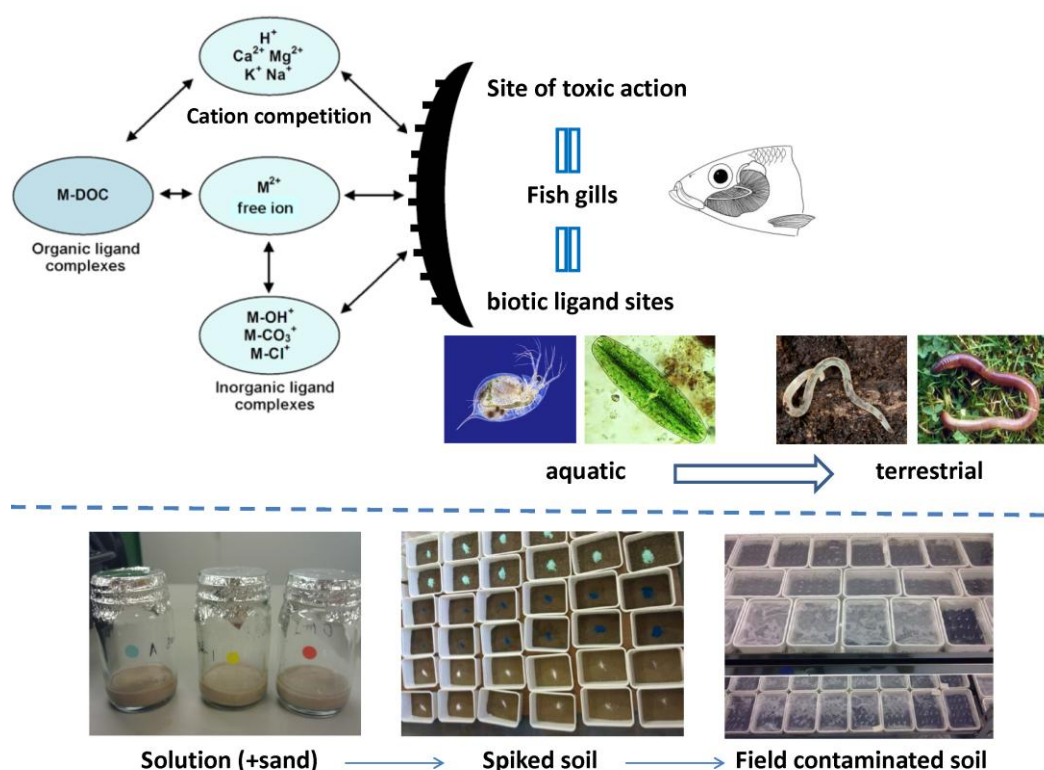 H⁺
Ca²⁺ Mg²⁺
K⁺ Na⁺
Cation competition
M-DOC
Organic ligand
complexes
M²⁺
free ion
M-OH⁺
M-CO₃⁺
M-Cl⁺
Inorganic ligand
complexes
Site of toxic action
Fish gills
biotic ligand sites
aquatic
terrestrial
A
Solution (+sand)
Spiked soil
Field contaminated soil